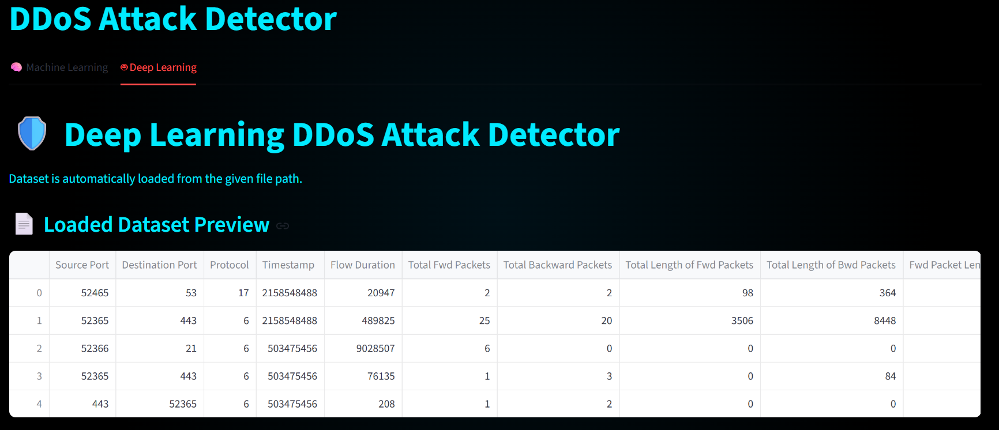 DDoS Attack Detector
Machine Learning Deep Learning
Deep Learning DDoS Attack Detector
Dataset is automatically loaded from the given file path.
Loaded Dataset Preview
Source Port Destination Port Protocol Timestamp Flow Duration Total Fwd Packets Total Backward Packets Total Length of Fwd Packets Total Length of Bwd Packets Fwd Packet Len
0 52465 53 17 2158548488 20947 2 2 98 364
1 52365 443 6 2158548488 489825 25 20 3506 8448
2 52366 21 6 503475456 9028507 6 0 0 0
3 52365 443 6 503475456 76135 1 3 0 84
4 443 52365 6 503475456 208 1 2 0 0